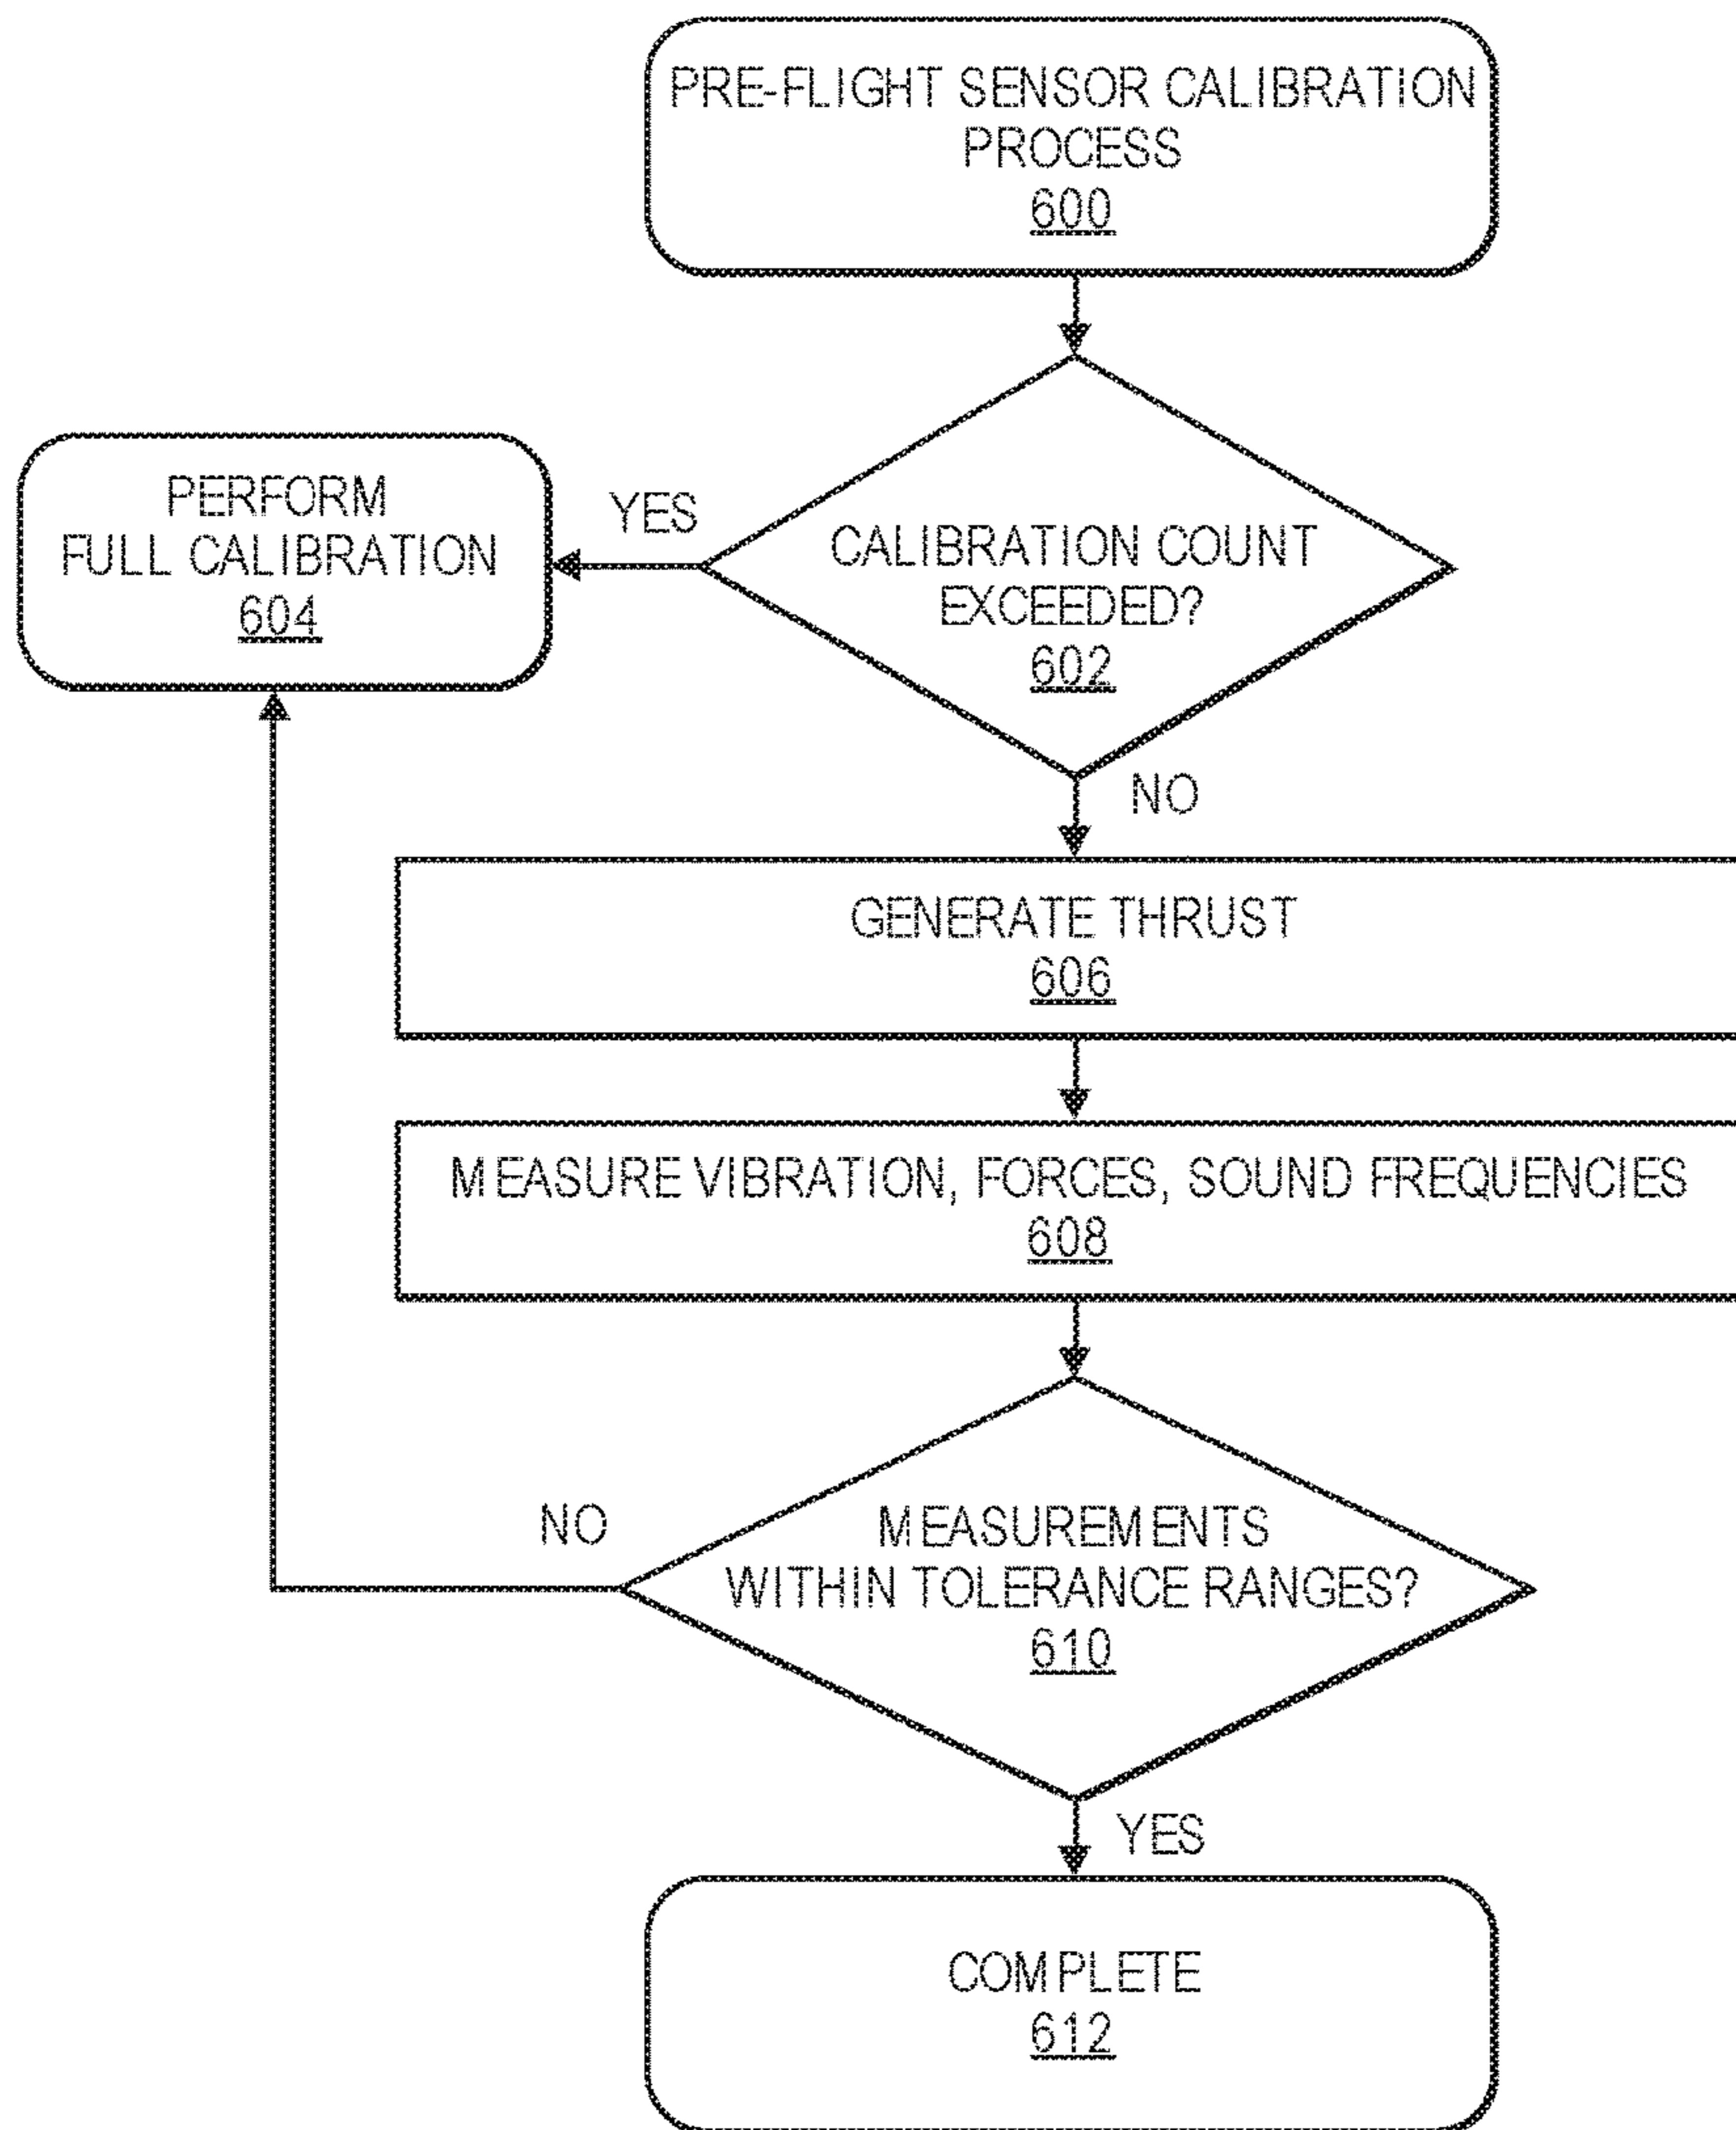 PRE-FLIGHT SENSOR CALIBRATION
PROCESS
600
PERFORM
FULL CALIBRATION
604
YES
CALIBRATION COUNT
EXCEEDED?
602
NO
GENERATE THRUST
606
MEASURE VIBRATION, FORCES, SOUND FREQUENCIES
608
NO
MEASUREMENTS
WITHIN TOLERANCE RANGES?
610
YES
COMPLETE
612